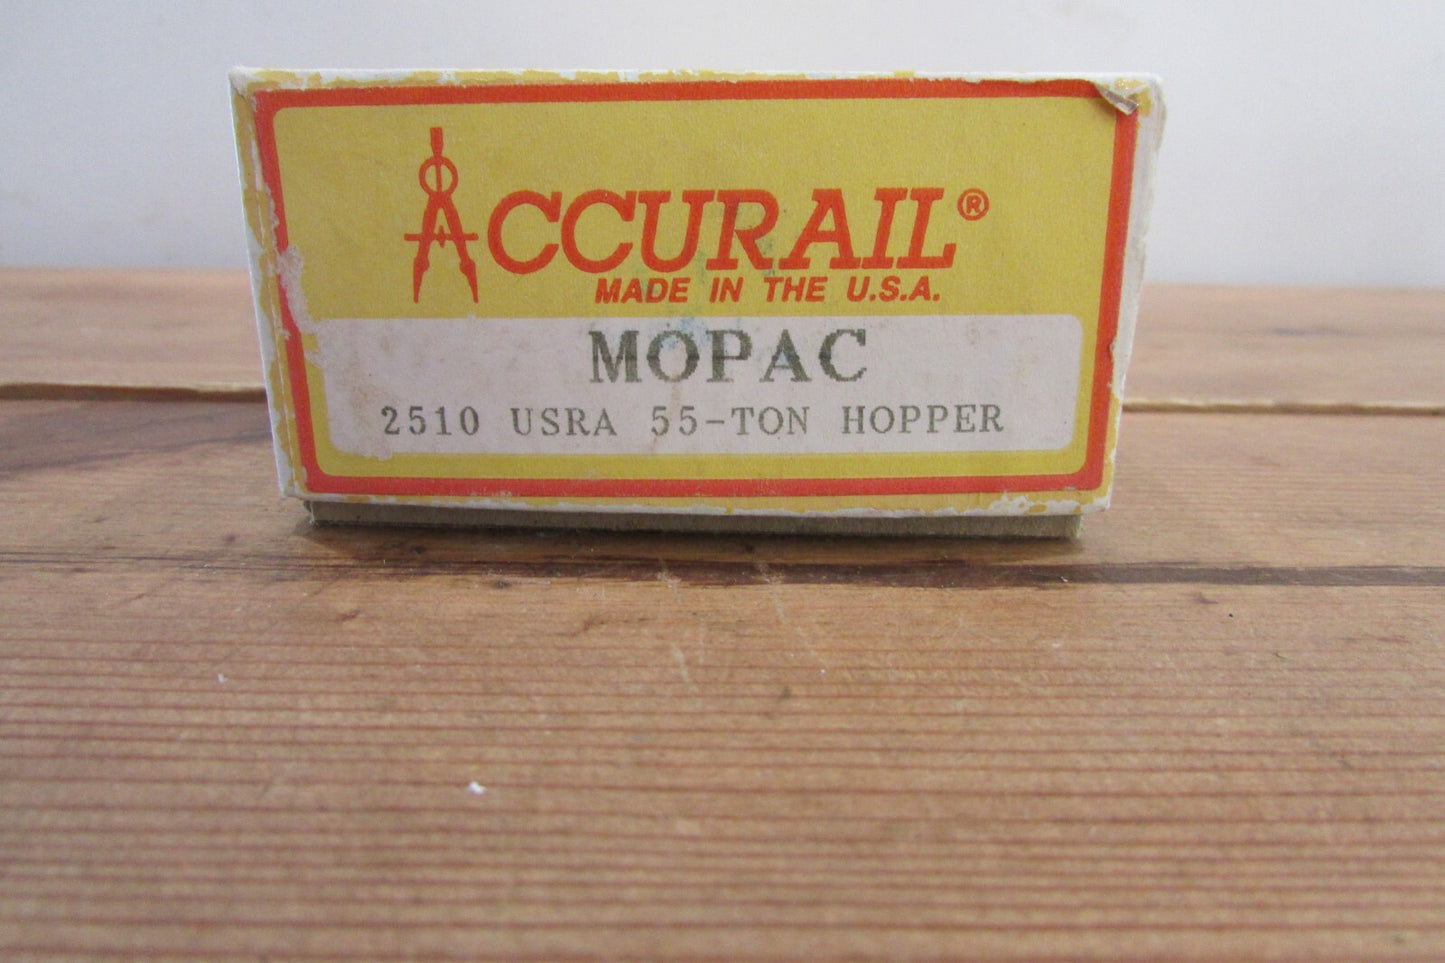 ACCURAIL®
MADE IN THE U.S.A.
MOPAC
2510 USRA 55-TON HOPPER